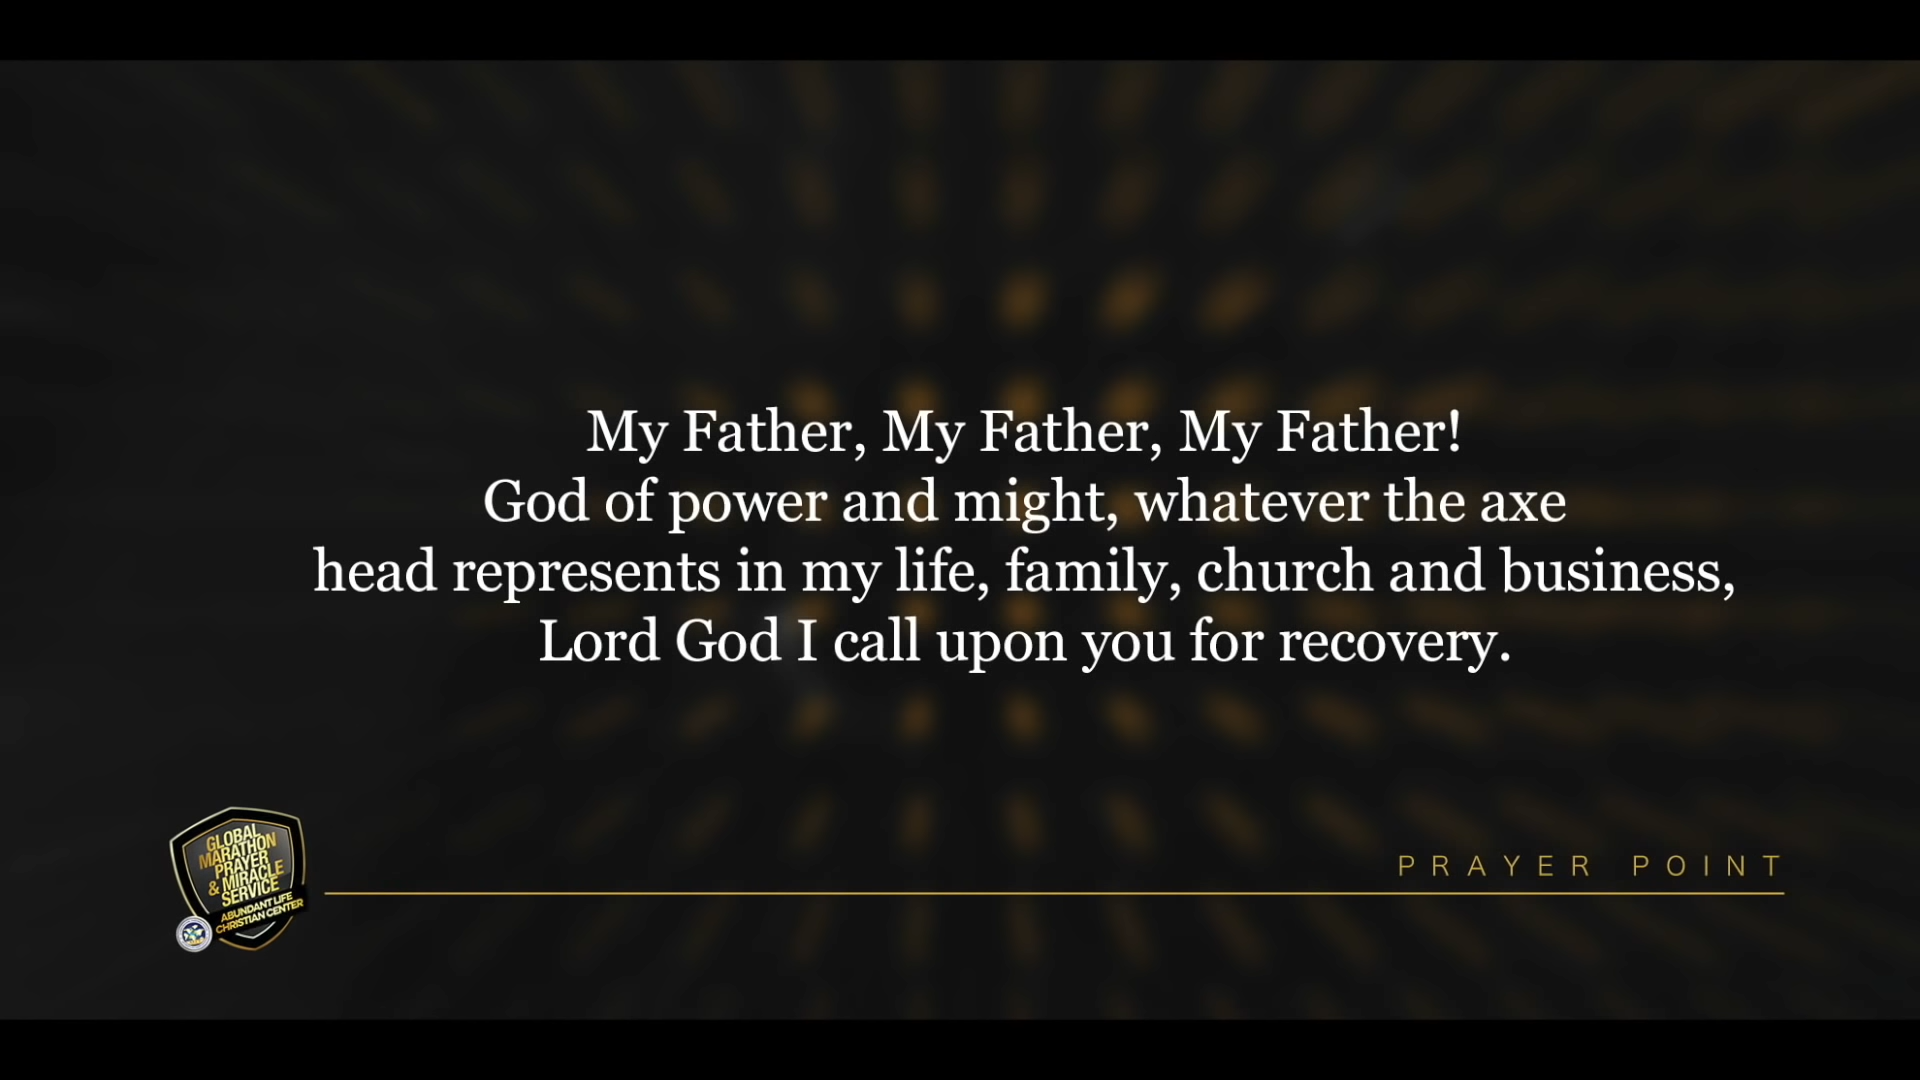 My Father, My Father, My Father!
God of power and might, whatever the axe
head represents in my life, family, church and business,
Lord God I call upon you for recovery.
PRAYER POINT
GLOBAL
MARATHON
PRAYER
& MIRACLE
SERVICE
ABUNDANT LIFE
CHRISTIAN CENTER